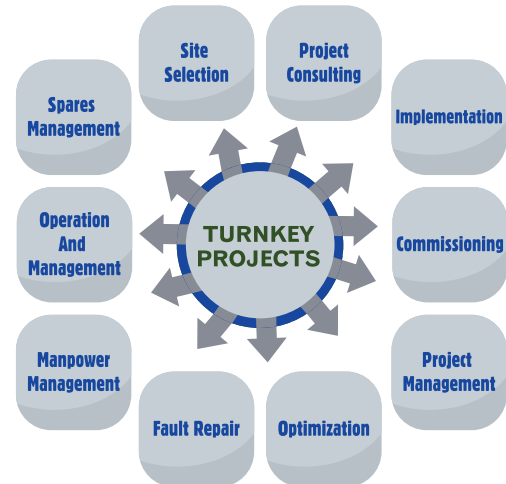 Site
Selection
Project
Consulting
Spares
Management
Implementation
Operation
And
Management
TURNKEY
PROJECTS
Commissioning
Manpower
Management
Project
Management
Fault Repair
Optimization